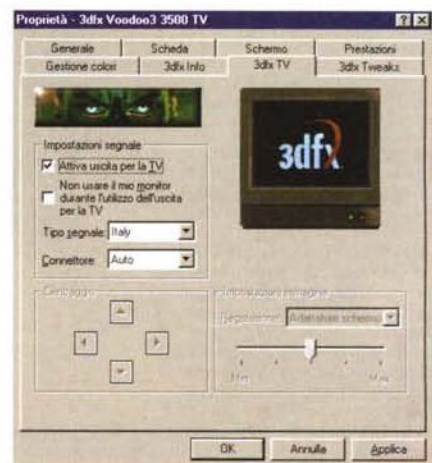 Proprietà - 3dfx Voodoo3 3500 TV
Generale Scheda Schermo Prestazioni
Gestione colori 3dfx Info 3dfx TV 3dfx Tweaks
3dfx
Impostazioni segnale
Attiva uscita per la TV
Non usare il mio monitor
durante l'utilizzo dell'uscita
per la TV
Tipo segnale: Italy
Connettore: Auto
Centraggio
Impostazioni immagine
Regolazione:
Min Max
OK Annulla Applica